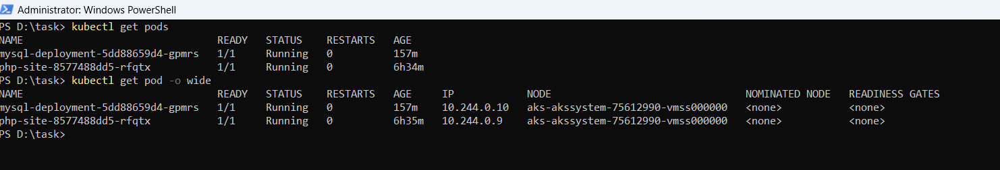 Administrator: Windows PowerShell
PS D:\task> kubectl get pods
NAME READY STATUS RESTARTS AGE
mysql-deployment-5dd88659d4-gpmrs 1/1 Running 0 157m
php-site-8577488dd5-rfqtx 1/1 Running 0 6h34m
PS D:\task> kubectl get pod -o wide
NAME READY STATUS RESTARTS AGE IP NODE NOMINATED NODE READINESS GATES
mysql-deployment-5dd88659d4-gpmrs 1/1 Running 0 157m 10.244.0.10 aks-akssystem-75612990-vmss000000 <none> <none>
php-site-8577488dd5-rfqtx 1/1 Running 0 6h35m 10.244.0.9 aks-akssystem-75612990-vmss000000 <none> <none>
PS D:\task>